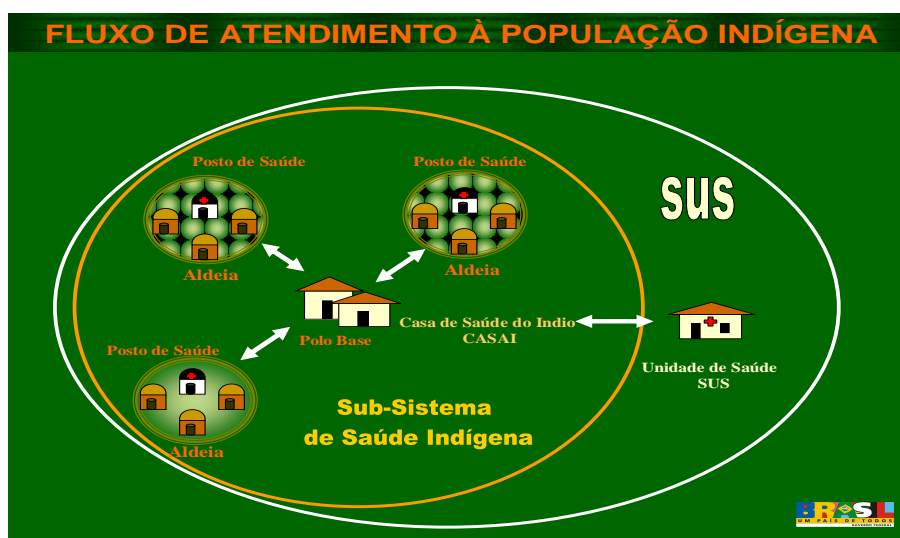 FLUXO DE ATENDIMENTO À POPULAÇÃO INDÍGENA
Posto de Saúde
Posto de Saúde
SUS
Aldeia
Aldeia
Polo Base
Casa de Saúde do Indio
CASAI
Posto de Saúde
Aldeia
Unidade de Saúde
SUS
Sub-Sistema
de Saúde Indígena
BRASIL
UM PAÍS DE TODOS
GOVERNO FEDERAL